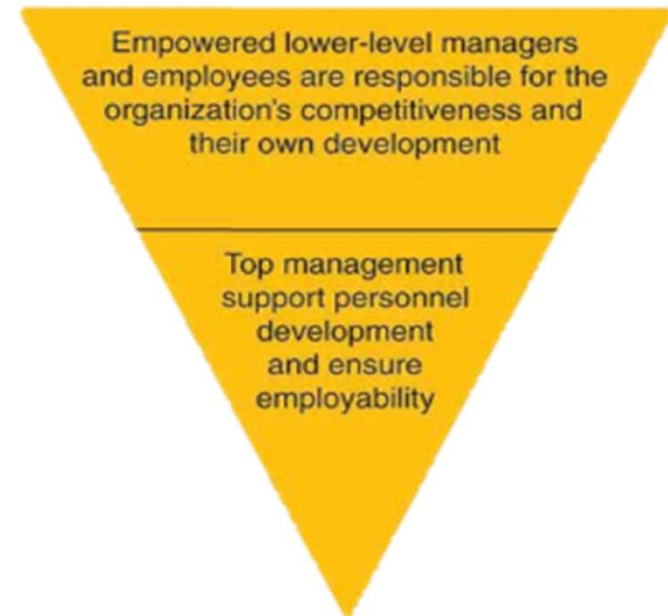 Empowered lower-level managers
and employees are responsible for the
organization's competitiveness and
their own development
Top management
support personnel
development
and ensure
employability